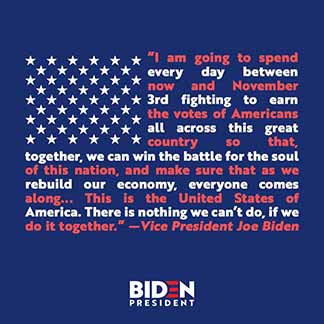 "I am going to spend
every day between
now and November
3rd fighting to earn
the votes of Americans
all across this great
country so that,
together, we can win the battle for the soul
of this nation, and make sure that as we
rebuild our economy, everyone comes
along... This is the United States of
America. There is nothing we can't do, if we
do it together." —Vice President Joe Biden
BIDEN
PRESIDENT